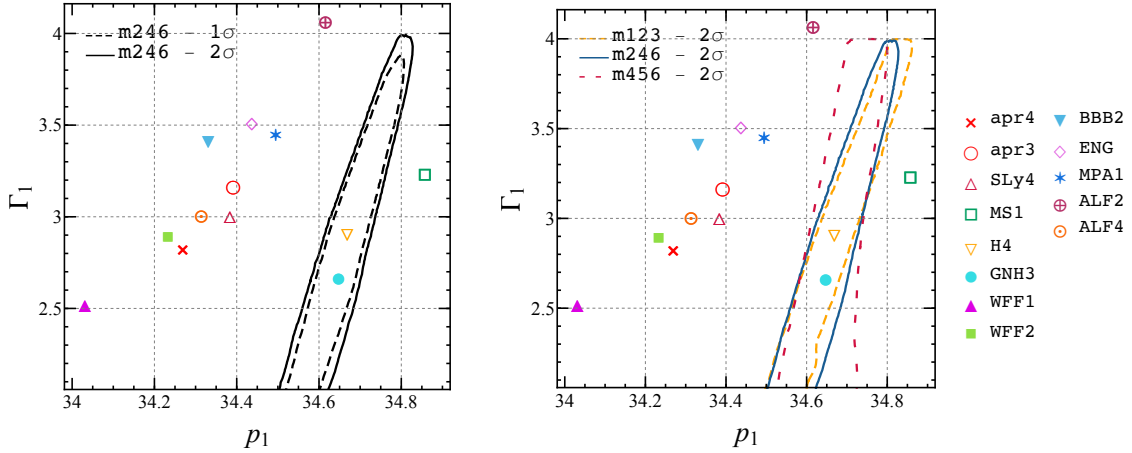 m246 - 1σ
m246 - 2σ
4
3.5
3
2.5
34
34.2
34.4
34.6
34.8
Γ1
p1
m123 - 2σ
m246 - 2σ
m456 - 2σ
4
3.5
3
2.5
34
34.2
34.4
34.6
34.8
Γ1
p1
apr4
apr3
SLy4
MS1
H4
GNH3
WFF1
WFF2
BBB2
ENG
MPA1
ALF2
ALF4